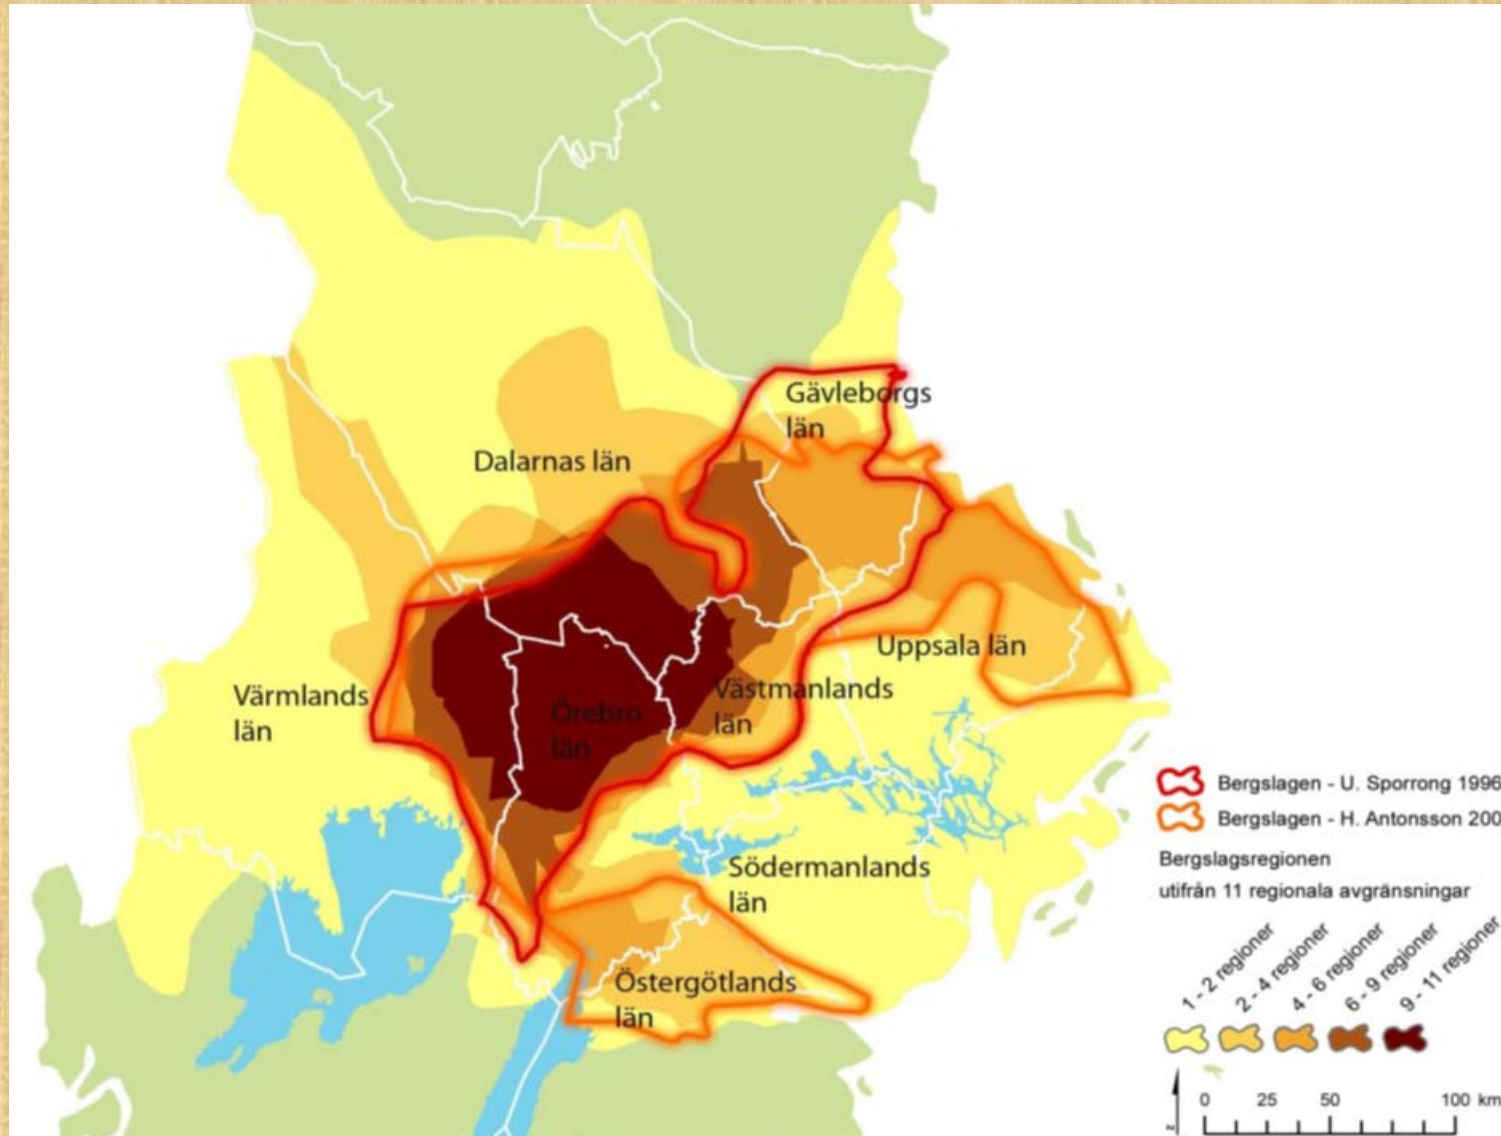 Gävleborgs
län
Dalarnas län
Uppsala län
Värmlands
län
Västmanlands
län
Örebro
län
Södermanlands
län
Östergötlands
län
Bergslagen - U. Sporrong 1996
Bergslagen - H. Antonsson 200
Bergslagsregionen
utifrån 11 regionala avgränsningar
1 - 2 regioner
2 - 4 regioner
4 - 6 regioner
6 - 9 regioner
9 - 11 regioner
z 0 25 50 100 km